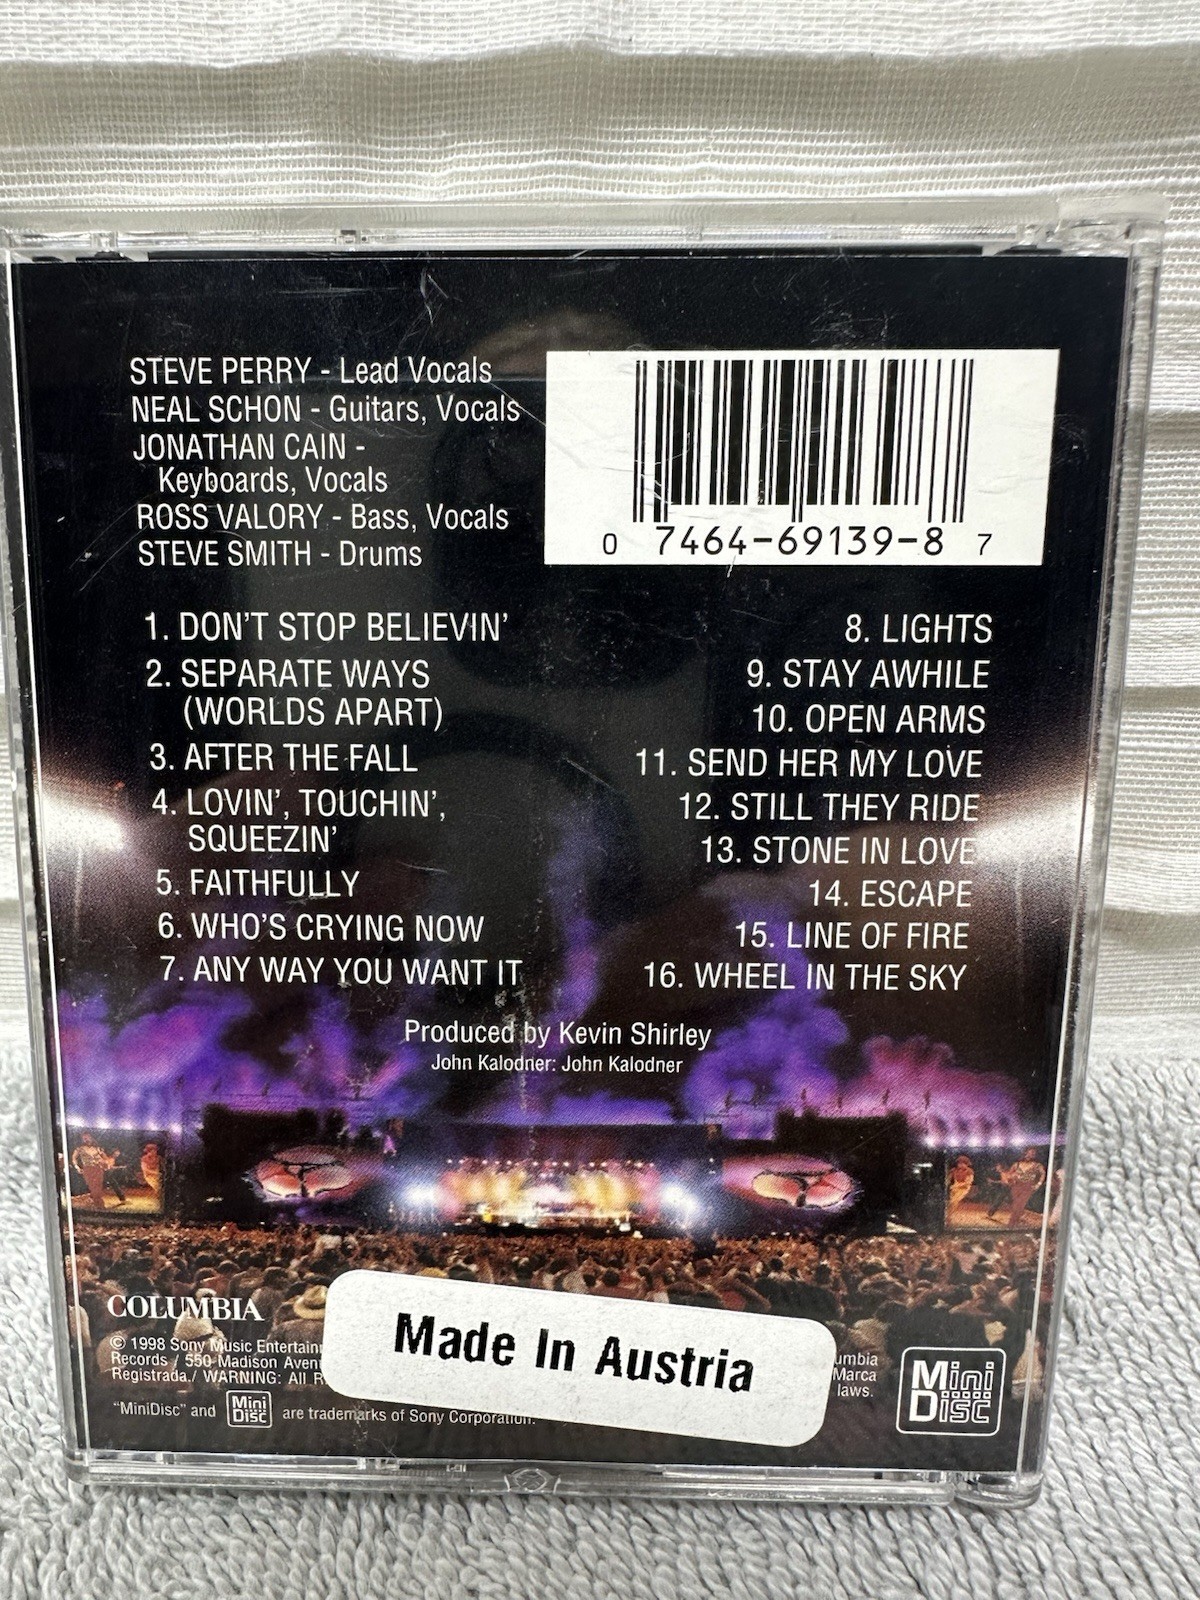 STEVE PERRY - Lead Vocals
NEAL SCHON - Guitars, Vocals
JONATHAN CAIN -
Keyboards, Vocals
ROSS VALORY - Bass, Vocals
STEVE SMITH - Drums
0 7464-69139-8 7
1. DON'T STOP BELIEVIN'
2. SEPARATE WAYS
(WORLDS APART)
3. AFTER THE FALL
4. LOVIN', TOUCHIN',
SQUEEZIN'
5. FAITHFULLY
6. WHO'S CRYING NOW
7. ANY WAY YOU WANT IT
8. LIGHTS
9. STAY AWHILE
10. OPEN ARMS
11. SEND HER MY LOVE
12. STILL THEY RIDE
13. STONE IN LOVE
14. ESCAPE
15. LINE OF FIRE
16. WHEEL IN THE SKY
Produced by Kevin Shirley
John Kalodner: John Kalodner
COLUMBIA
© 1998 Sony Music
Records / 550 Madison
Registrada./ WARNING: All
"MiniDisc" and Mini Disc are trademarks of Sony Corporation.
Made In Austria
Marca
laws.
Mini
Disc